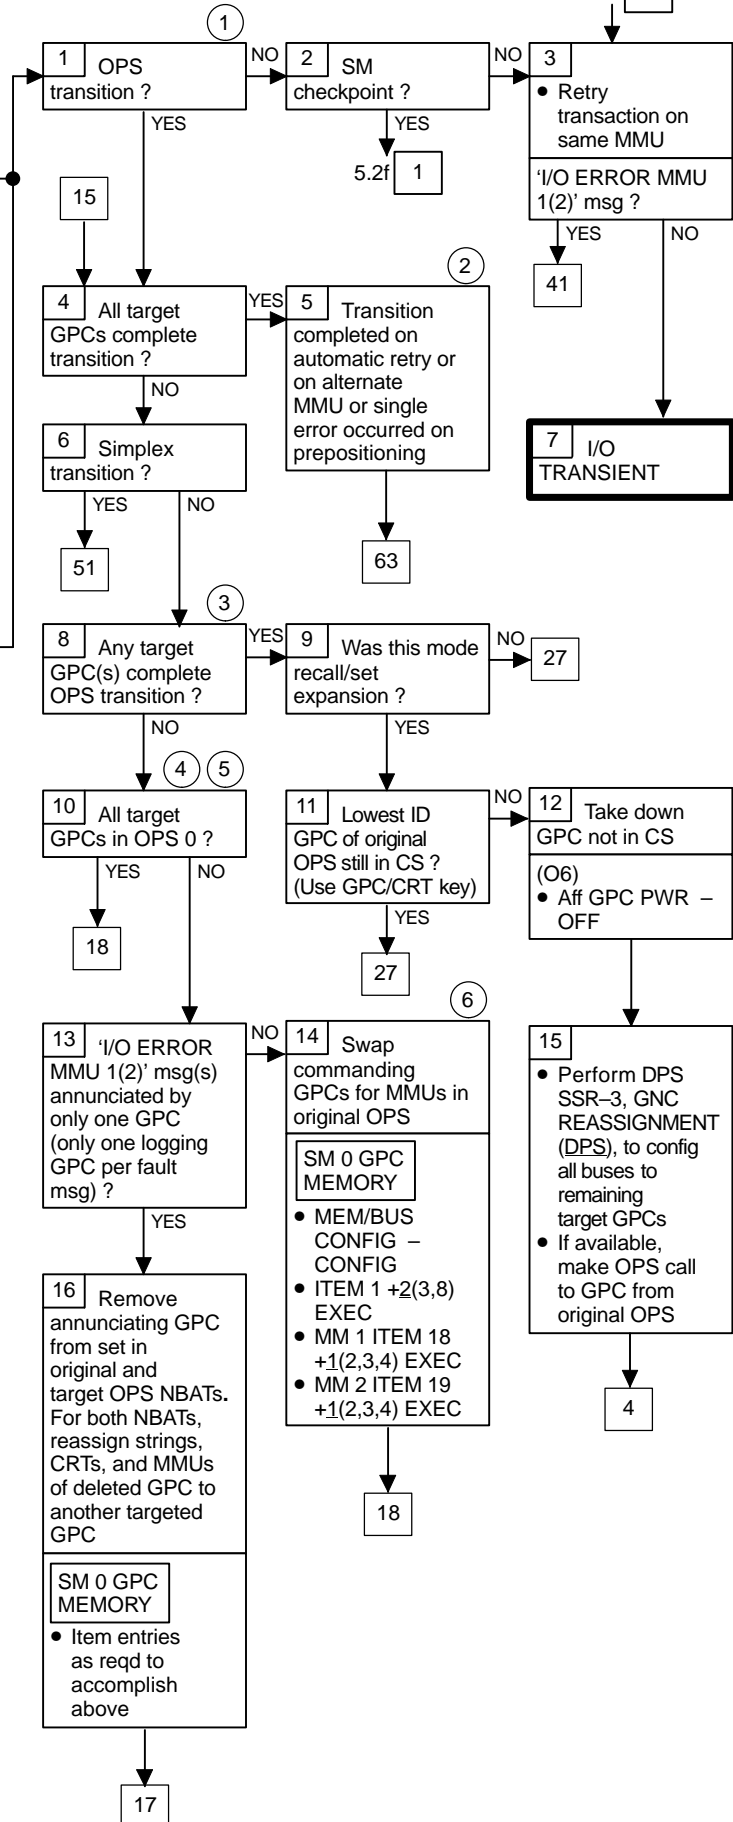 1
1 OPS
transition ?
NO
YES
2 SM
checkpoint ?
NO
YES
5.2f 1
3
• Retry
transaction on
same MMU
‘I/O ERROR MMU
1(2)’ msg ?
YES
NO
41
15
4 All target
GPCs complete
transition ?
YES
NO
2
5 Transition
completed on
automatic retry or
on alternate
MMU or single
error occurred on
prepositioning
63
6 Simplex
transition ?
YES
NO
51
7 I/O
TRANSIENT
3
8 Any target
GPC(s) complete
OPS transition ?
YES
NO
9 Was this mode
recall/set
expansion ?
NO
27
YES
4 5
10 All target
GPCs in OPS 0 ?
YES
NO
18
11 Lowest ID
GPC of original
OPS still in CS ?
(Use GPC/CRT key)
NO
YES
27
12 Take down
GPC not in CS
(O6)
• Aff GPC PWR –
OFF
13 ‘I/O ERROR
MMU 1(2)’ msg(s)
annunciated by
only one GPC
(only one logging
GPC per fault
msg) ?
NO
YES
6
14 Swap
commanding
GPCs for MMUs in
original OPS
SM 0 GPC
MEMORY
• MEM/BUS
CONFIG –
CONFIG
• ITEM 1 +2(3,8)
EXEC
• MM 1 ITEM 18
+1(2,3,4) EXEC
• MM 2 ITEM 19
+1(2,3,4) EXEC
18
15
• Perform DPS
SSR–3, GNC
REASSIGNMENT
(DPS), to config
all buses to
remaining
target GPCs
• If available,
make OPS call
to GPC from
original OPS
4
16 Remove
annunciating GPC
from set in
original and
target OPS NBATs.
For both NBATs,
reassign strings,
CRTs, and MMUs
of deleted GPC to
another targeted
GPC
SM 0 GPC
MEMORY
• Item entries
as reqd to
accomplish
above
17